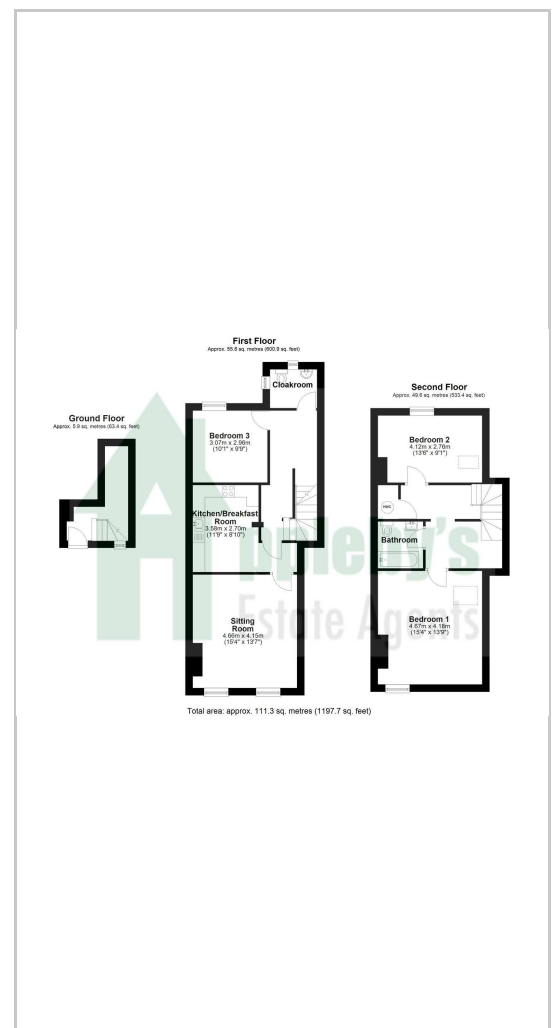 First Floor
Approx. 55.8 sq. metres (600.9 sq. feet)
Cloakroom
Bedroom 3
3.07m x 2.96m
(10'1" x 9'9")
Kitchen/Breakfast
Room
3.58m x 2.70m
(11'9" x 8'10")
Sitting
Room
4.66m x 4.15m
(15'4" x 13'7")
Ground Floor
Approx. 5.9 sq. metres (63.4 sq. feet)
Second Floor
Approx. 49.6 sq. metres (533.4 sq. feet)
Bedroom 2
4.12m x 2.76m
(13'6" x 9'1")
HWC
Bathroom
Bedroom 1
4.67m x 4.18m
(15'4" x 13'9")
Appleby's
Estate Agents
Total area: approx. 111.3 sq. metres (1197.7 sq. feet)